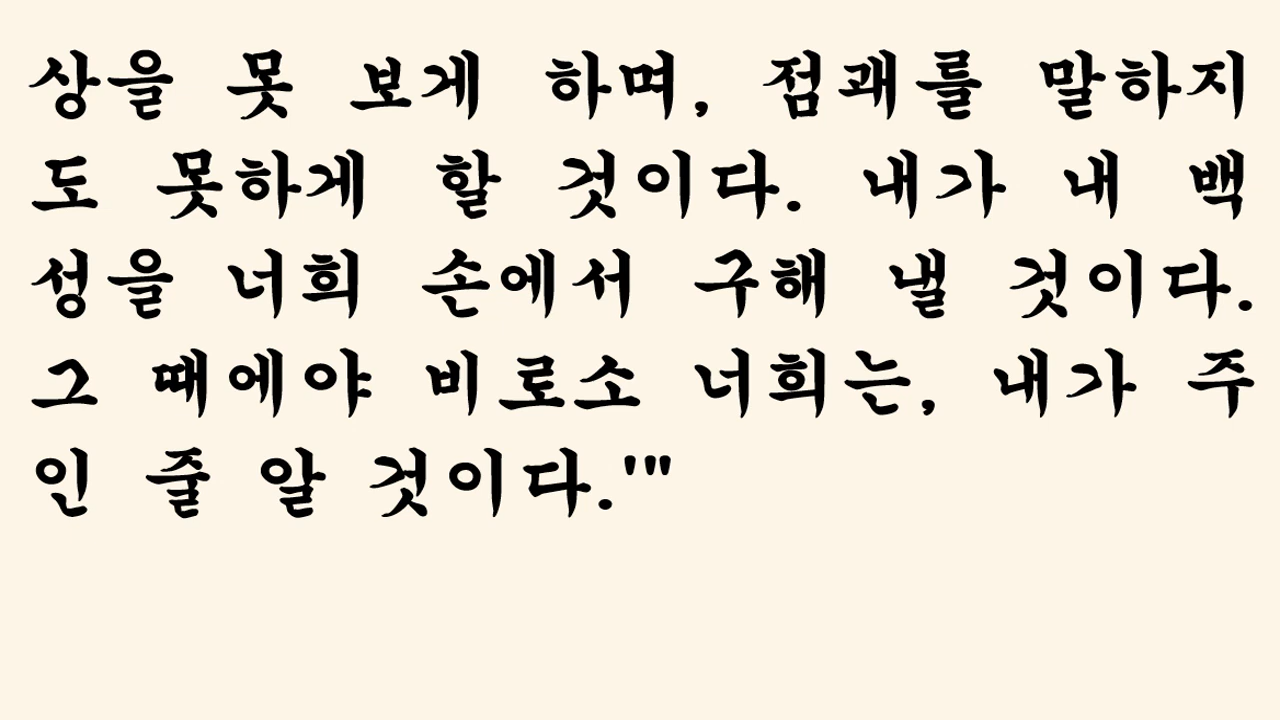 상을 못 보게 하며, 점괘를 말하지
도 못하게 할 것이다. 내가 내 백
성을 너희 손에서 구해 낼 것이다.
그 때에야 비로소 너희는, 내가 주
인 줄 알 것이다.'"